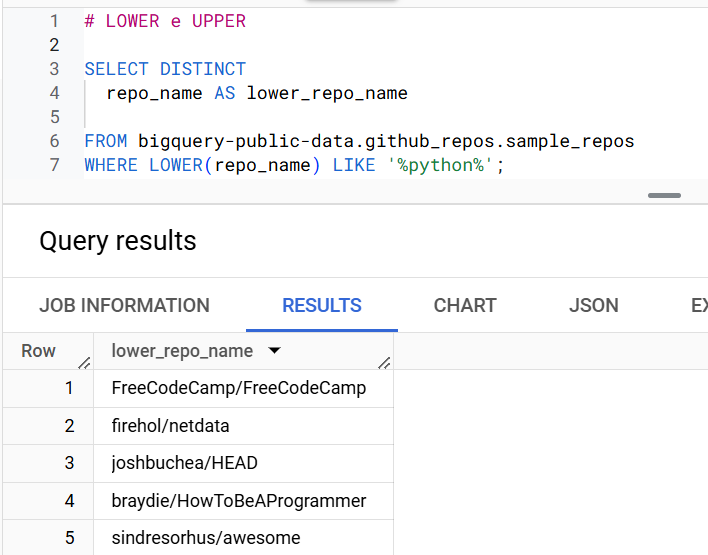 1 # LOWER e UPPER
2
3 SELECT DISTINCT
4 repo_name AS lower_repo_name
5
6 FROM bigquery-public-data.github_repos.sample_repos
7 WHERE LOWER(repo_name) LIKE '%python%';
Query results
JOB INFORMATION RESULTS CHART JSON EX
Row lower_repo_name
1 FreeCodeCamp/FreeCodeCamp
2 firehol/netdata
3 joshbuchea/HEAD
4 braydie/HowToBeAProgrammer
5 sindresorhus/awesome